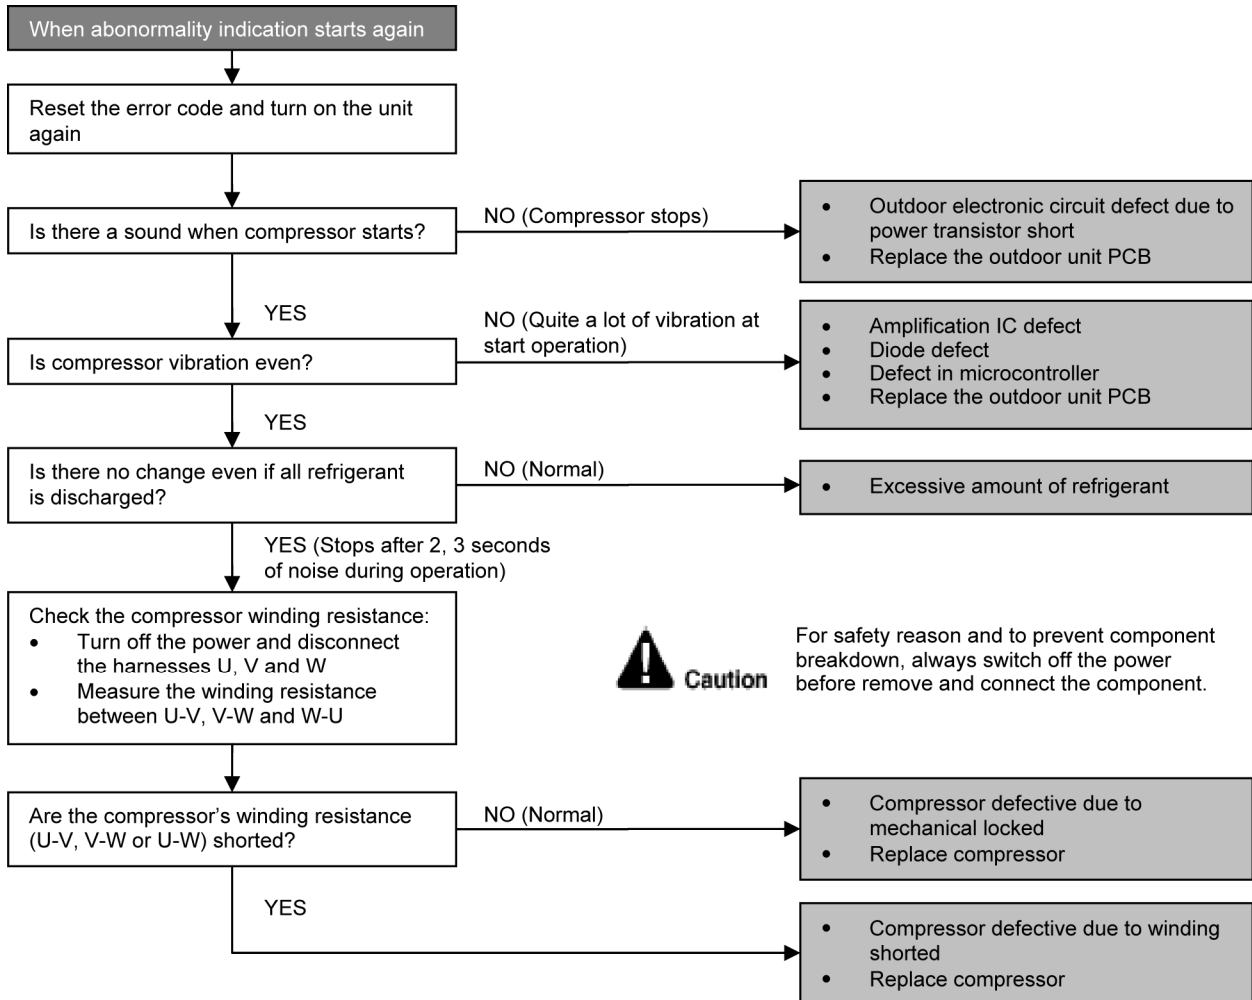 When abonormality indication starts again
Reset the error code and turn on the unit
again
Is there a sound when compressor starts?
NO (Compressor stops)
• Outdoor electronic circuit defect due to
power transistor short
• Replace the outdoor unit PCB
YES
Is compressor vibration even?
NO (Quite a lot of vibration at
start operation)
• Amplification IC defect
• Diode defect
• Defect in microcontroller
• Replace the outdoor unit PCB
YES
Is there no change even if all refrigerant
is discharged?
NO (Normal)
• Excessive amount of refrigerant
YES (Stops after 2, 3 seconds
of noise during operation)
Check the compressor winding resistance:
• Turn off the power and disconnect
the harnesses U, V and W
• Measure the winding resistance
between U-V, V-W and W-U
Caution
For safety reason and to prevent component
breakdown, always switch off the power
before remove and connect the component.
Are the compressor’s winding resistance
(U-V, V-W or U-W) shorted?
NO (Normal)
• Compressor defective due to
mechanical locked
• Replace compressor
YES
• Compressor defective due to winding
shorted
• Replace compressor